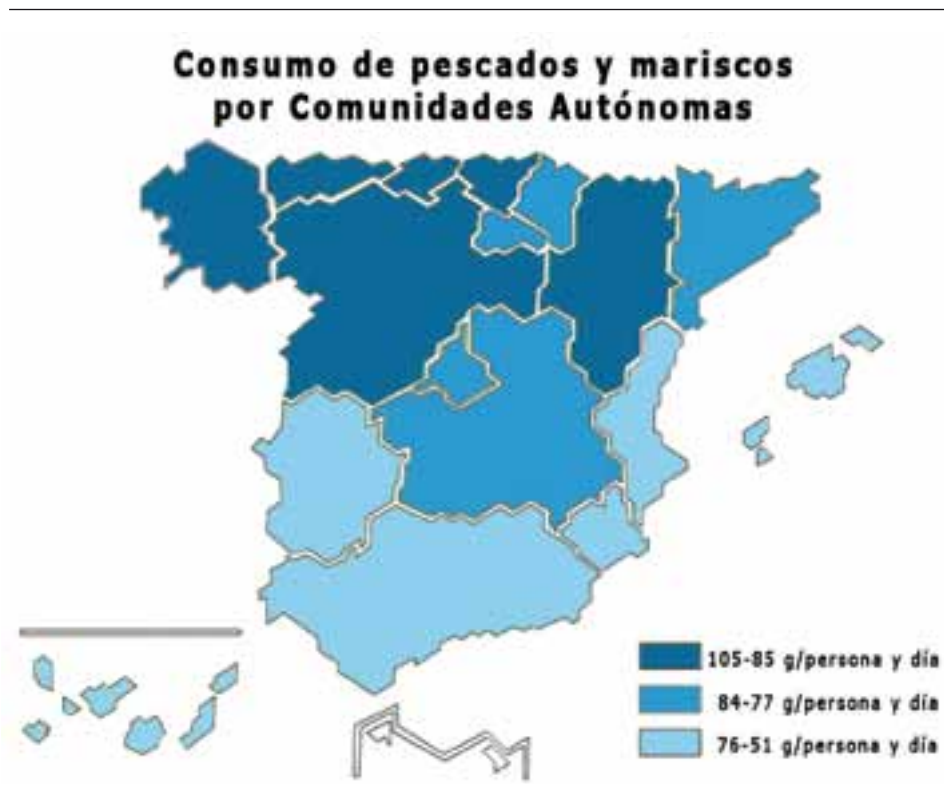 Consumo de pescados y mariscos
por Comunidades Autónomas
105-85 g/persona y día
84-77 g/persona y día
76-51 g/persona y día